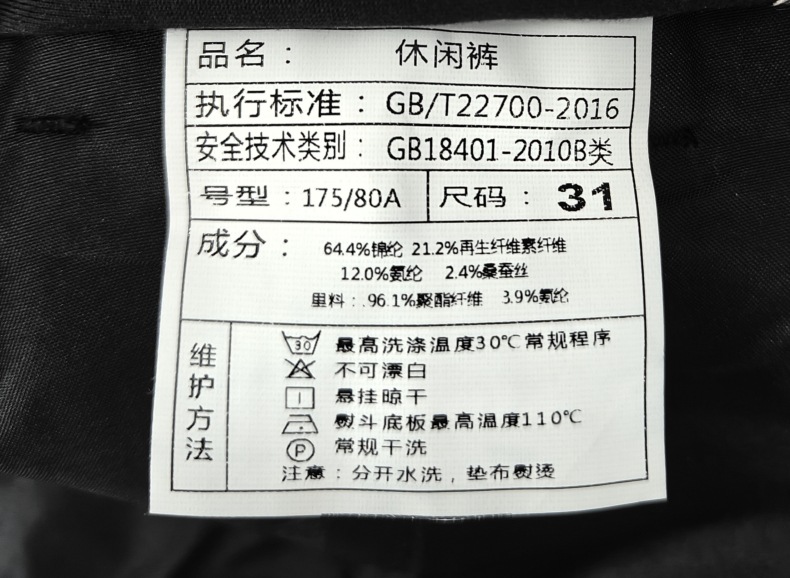 品名： 休闲裤
执行标准：GB/T22700-2016
安全技术类别：GB18401-2010B类
号型：175/80A 尺码：31
成分： 64.4%锦纶 21.2%再生纤维素纤维
12.0%氨纶 2.4%桑蚕丝
里料：.96.1%聚酯纤维 3.9%氨纶
维护方法
30 最高洗涤温度30℃常规程序
不可漂白
悬挂晾干
熨斗底板最高温度110℃
P 常规干洗
注意：分开水洗，垫布熨烫